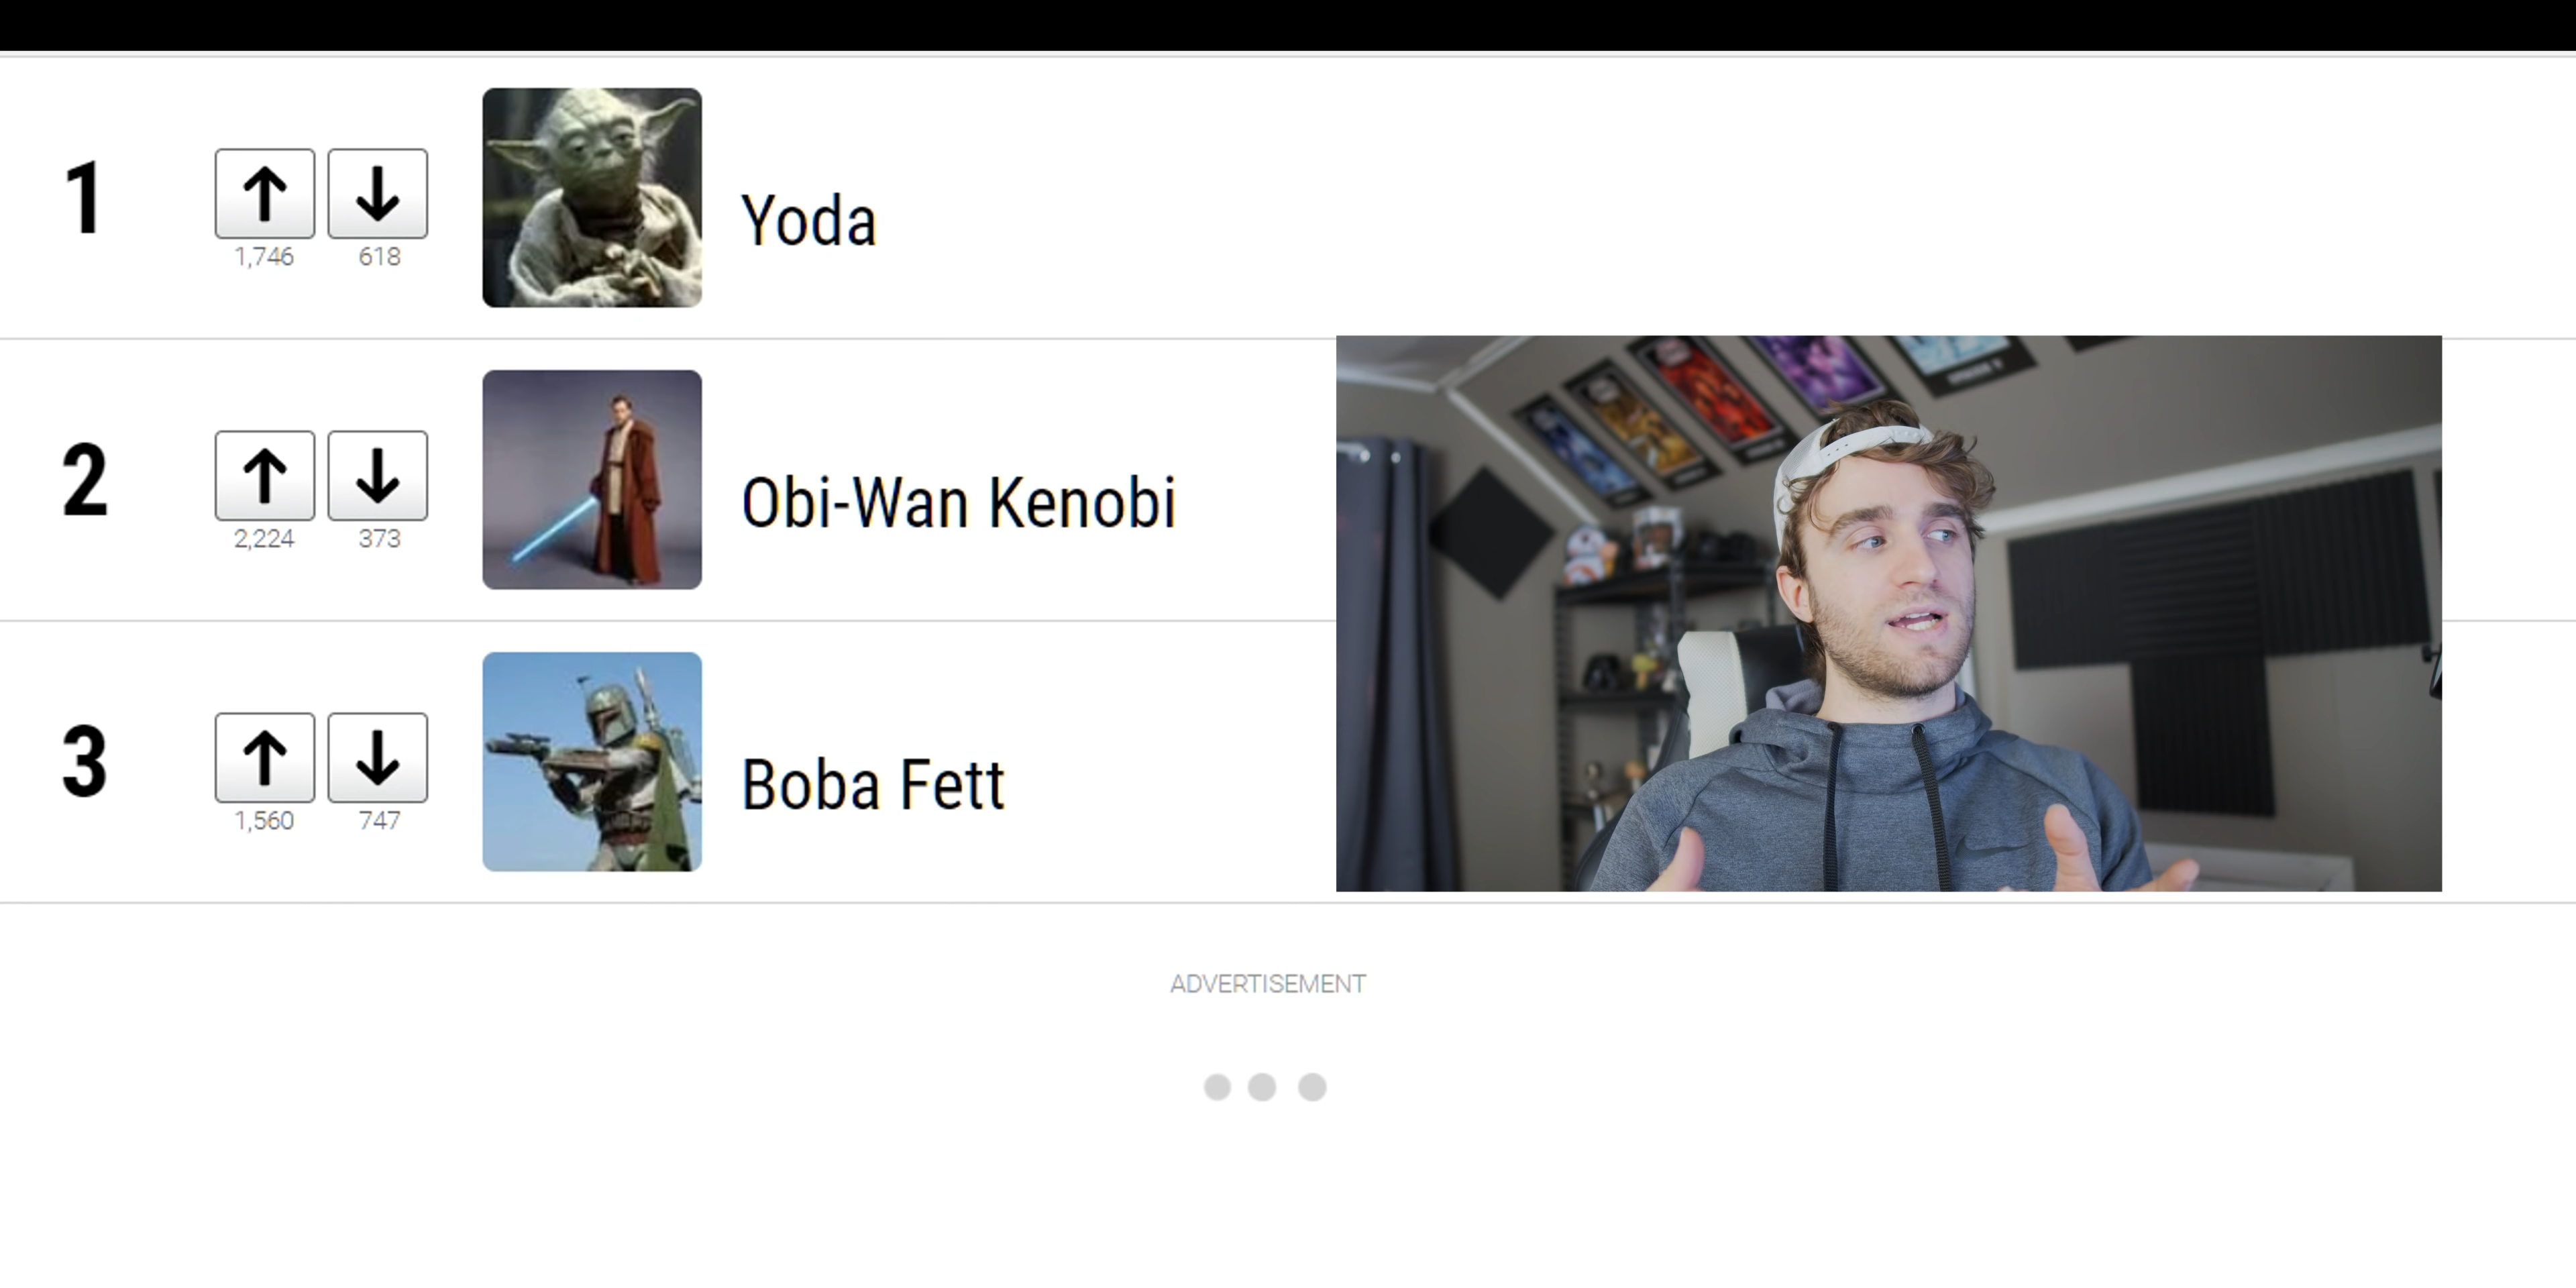 1
1,746 618
Yoda
2
2,224 373
Obi-Wan Kenobi
3
1,560 747
Boba Fett
ADVERTISEMENT